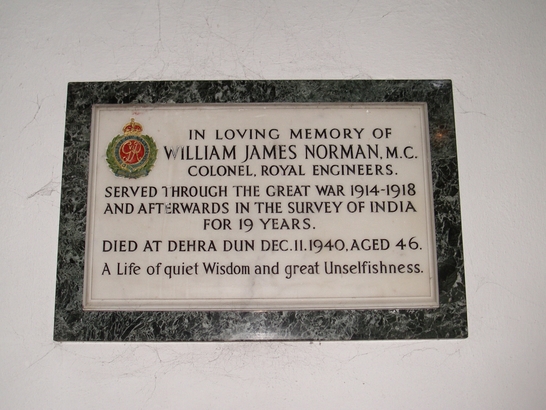 IN LOVING MEMORY OF
WILLIAM JAMES NORMAN, M.C.
COLONEL, ROYAL ENGINEERS.
SERVED THROUGH THE GREAT WAR 1914-1918
AND AFTERWARDS IN THE SURVEY OF INDIA
FOR 19 YEARS.
DIED AT DEHRA DUN DEC. 11. 1940, AGED 46.
A Life of quiet Wisdom and great Unselfishness.